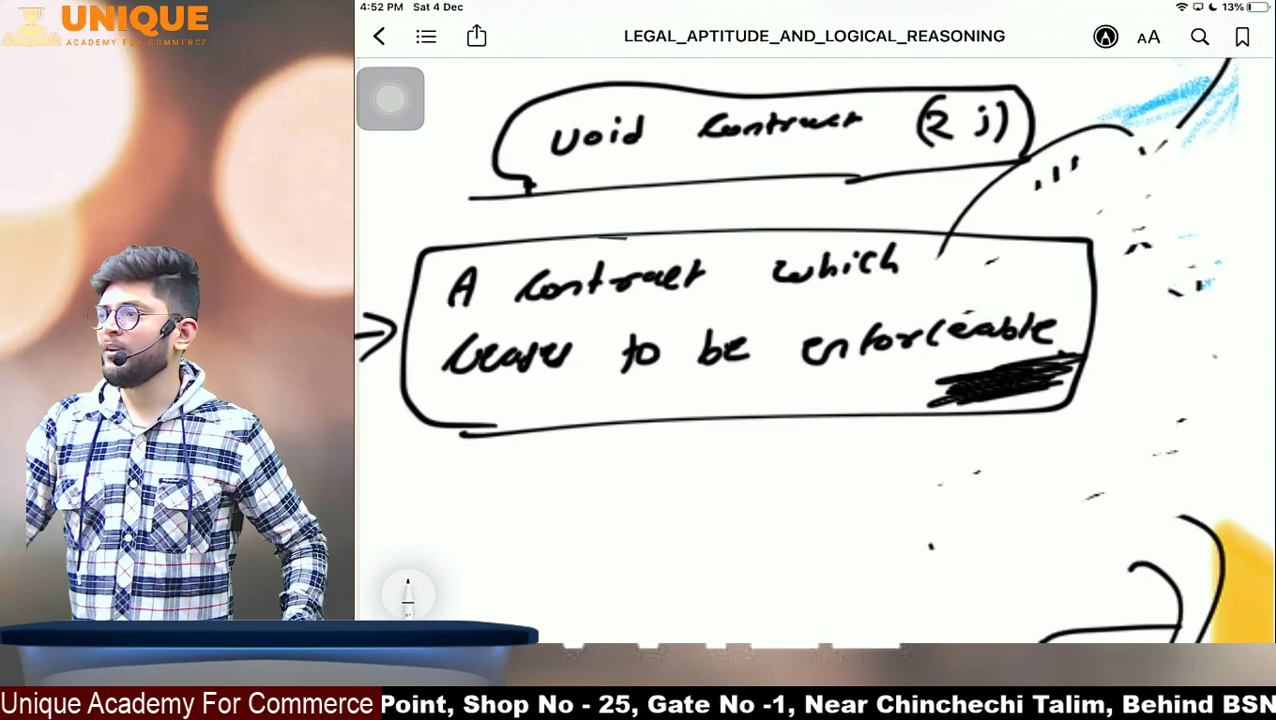 UNIQUE
ACADEMY FOR COMMERCE
4:52 PM Sat 4 Dec
13%
LEGAL_APTITUDE_AND_LOGICAL_REASONING
AA
Void Contract (2 j)
A contract which
ceases to be enforceable
Unique Academy For Commerce
Point, Shop No - 25, Gate No -1, Near Chinchechi Talim, Behind BSN